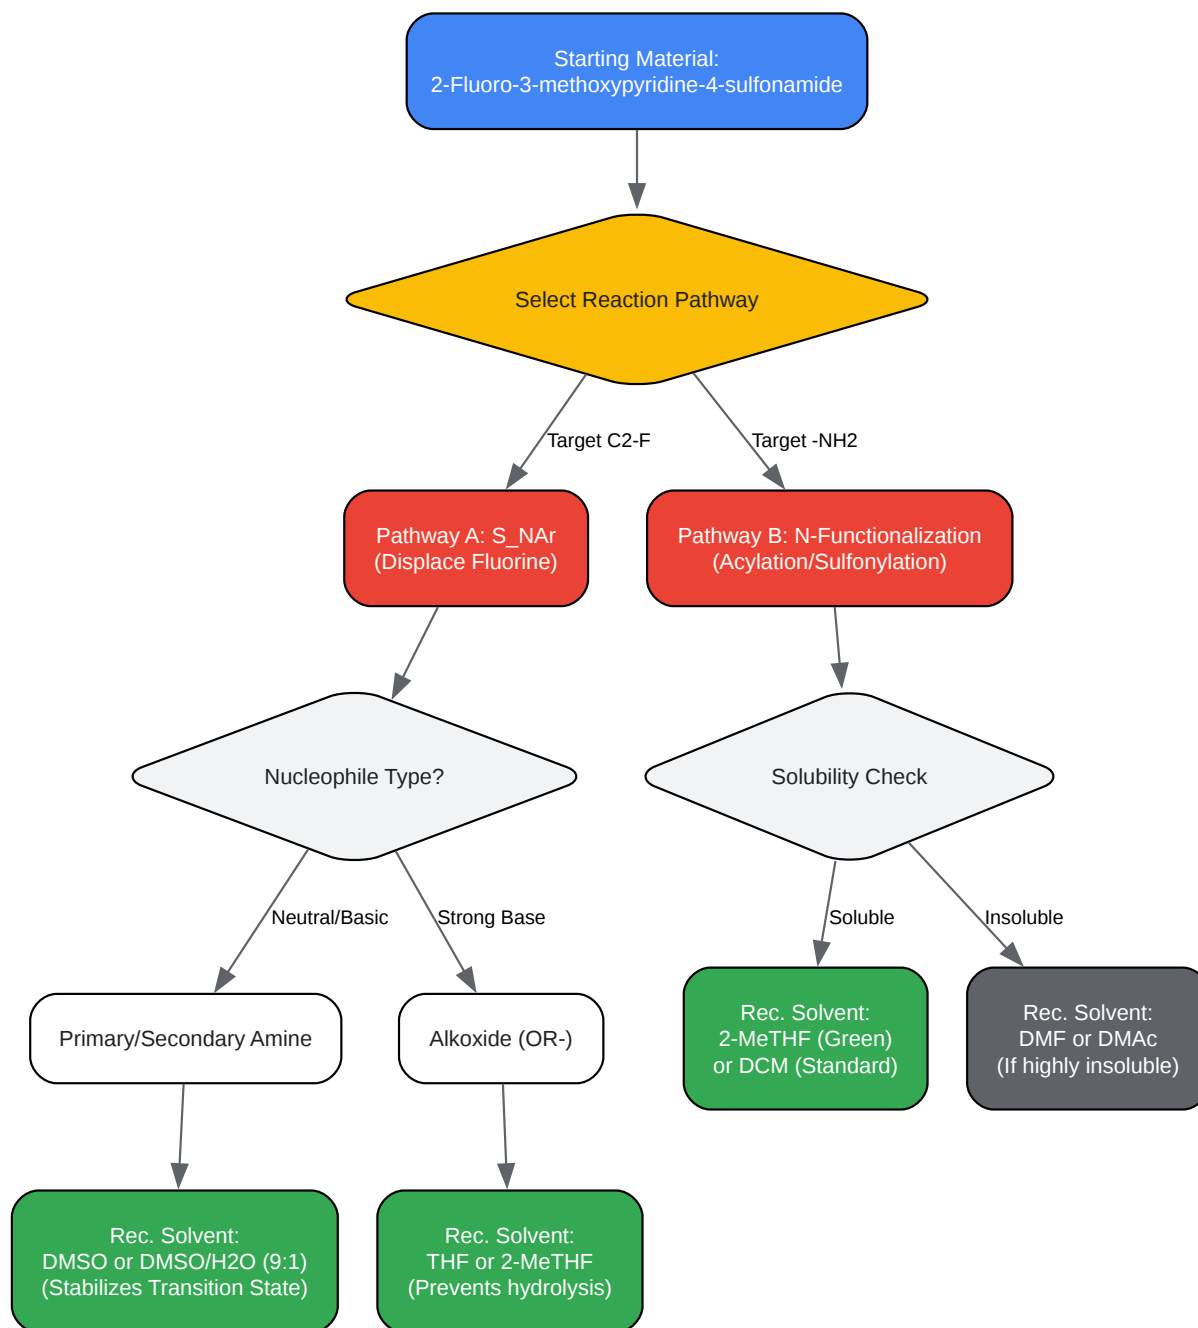 Starting Material:
2-Fluoro-3-methoxypyridine-4-sulfonamide
Select Reaction Pathway
Target C2-F
Target -NH2
Pathway A: S_NAr
(Displace Fluorine)
Pathway B: N-Functionalization
(Acylation/Sulfonylation)
Nucleophile Type?
Solubility Check
Neutral/Basic
Strong Base
Soluble
Insoluble
Primary/Secondary Amine
Alkoxide (OR-)
Rec. Solvent:
2-MeTHF (Green)
or DCM (Standard)
Rec. Solvent:
DMF or DMAc
(If highly insoluble)
Rec. Solvent:
DMSO or DMSO/H2O (9:1)
(Stabilizes Transition State)
Rec. Solvent:
THF or 2-MeTHF
(Prevents hydrolysis)